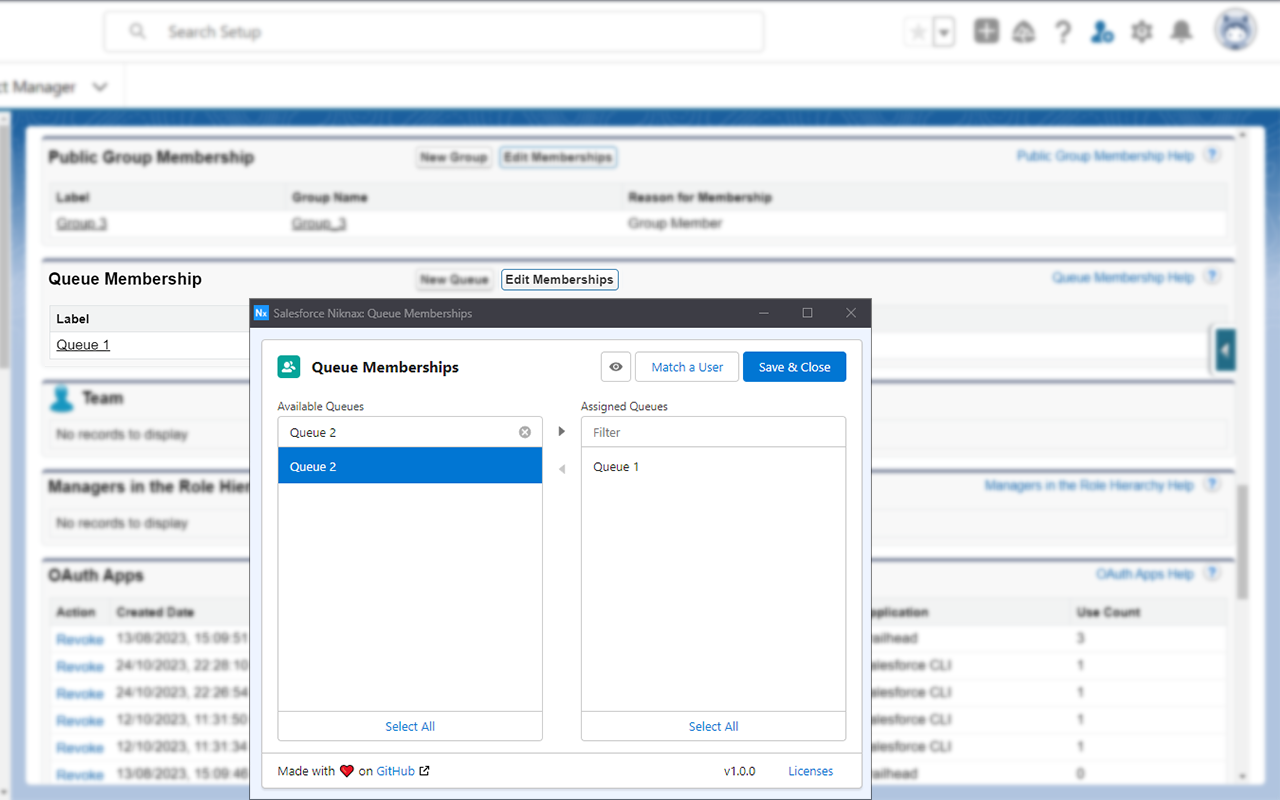 Search Setup
ct Manager
Public Group Membership New Group Edit Memberships Public Group Membership Help ?
Label Group Name Reason for Membership
Group 3 Group_3 Group Member
Queue Membership New Queue Edit Memberships Queue Membership Help ?
Label
Queue 1
Nx Salesforce Niknax: Queue Memberships
Queue Memberships Match a User Save & Close
Available Queues Assigned Queues
Queue 2 Filter
Queue 2 Queue 1
Select All Select All
Made with ❤ on GitHub v1.0.0 Licenses
Team
No records to display
Managers in the Role Hier Managers in the Role Hierarchy Help ?
No records to display
OAuth Apps OAuth Apps Help ?
Action Created Date pplication Use Count
Revoke 13/08/2023, 15:09:51 railhead 3
Revoke 24/10/2023, 22:28:10 alesforce CLI 1
Revoke 24/10/2023, 22:26:54 alesforce CLI 1
Revoke 12/10/2023, 11:31:50 alesforce CLI 1
Revoke 12/10/2023, 11:31:34 alesforce CLI 1
Revoke 13/08/2023, 15:09:46 railhead 0